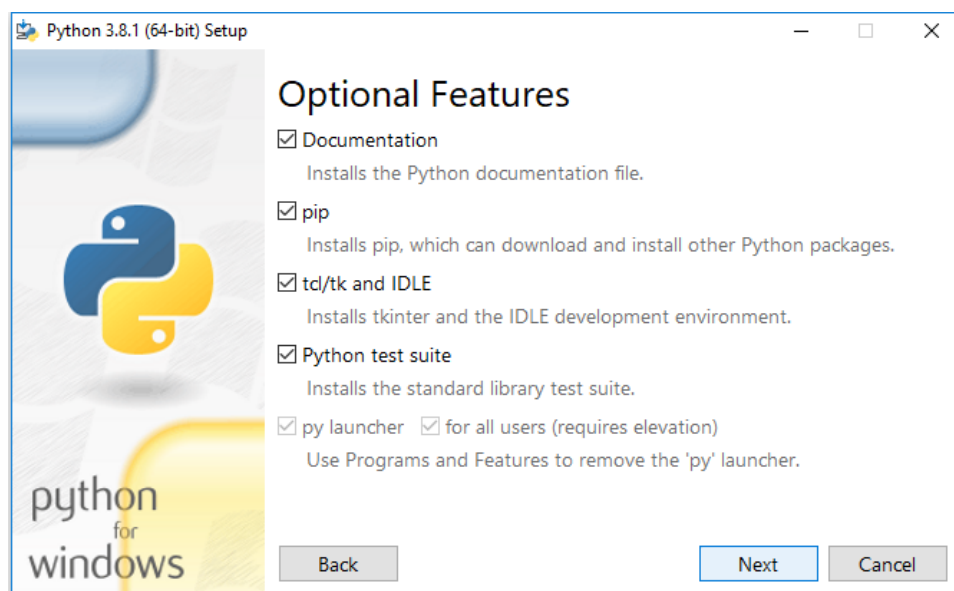 Python 3.8.1 (64-bit) Setup
Optional Features
Documentation
Installs the Python documentation file.
pip
Installs pip, which can download and install other Python packages.
tcl/tk and IDLE
Installs tkinter and the IDLE development environment.
Python test suite
Installs the standard library test suite.
py launcher for all users (requires elevation)
Use Programs and Features to remove the 'py' launcher.
python
for
windows
Back Next Cancel